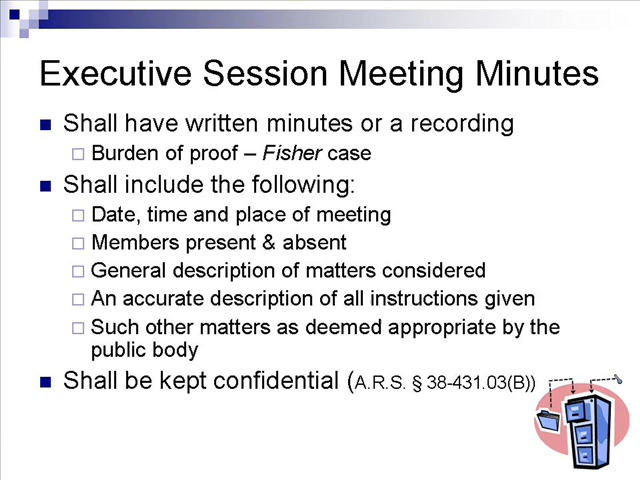 Executive Session Meeting Minutes
Shall have written minutes or a recording
Burden of proof – Fisher case
Shall include the following:
Date, time and place of meeting
Members present & absent
General description of matters considered
An accurate description of all instructions given
Such other matters as deemed appropriate by the
public body
Shall be kept confidential (A.R.S. § 38-431.03(B))